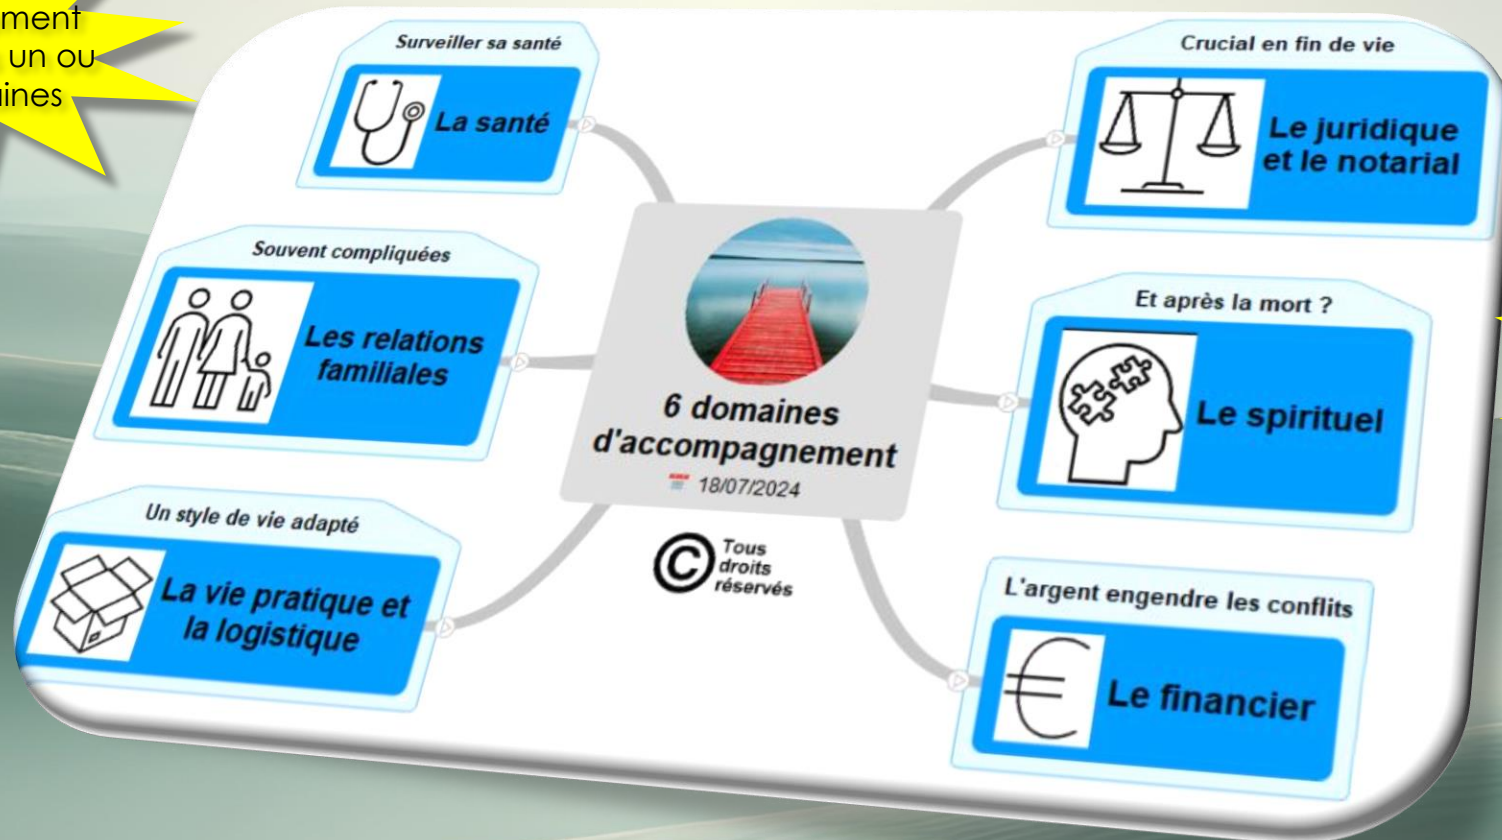 un ou
Surveiller sa santé
La santé
Souvent compliquées
Les relations
familiales
Un style de vie adapté
La vie pratique et
la logistique
6 domaines
d'accompagnement
18/07/2024
© Tous
droits
réservés
Crucial en fin de vie
Le juridique
et le notarial
Et après la mort ?
Le spirituel
L'argent engendre les conflits
Le financier